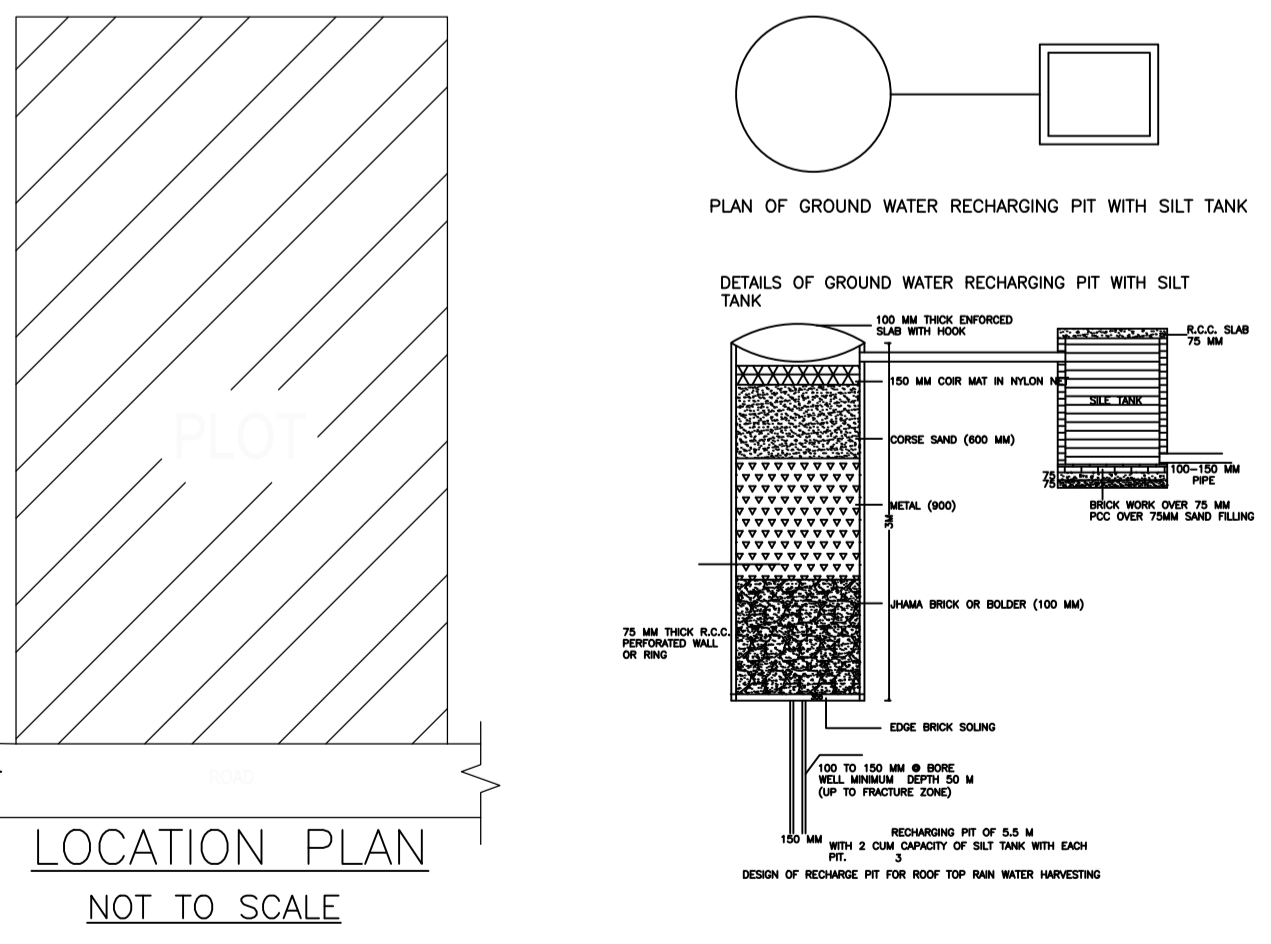 PLOT
ROAD
LOCATION PLAN
NOT TO SCALE
PLAN OF GROUND WATER RECHARGING PIT WITH SILT TANK
DETAILS OF GROUND WATER RECHARGING PIT WITH SILT
TANK
100 MM THICK ENFORCED
SLAB WITH HOOK
R.C.C. SLAB
75 MM
150 MM COIR MAT IN NYLON NET
SILE TANK
CORSE SAND (600 MM)
100-150 MM
PIPE
75
75
METAL (900)
BRICK WORK OVER 75 MM
PCC OVER 75MM SAND FILLING
3M
JHAMA BRICK OR BOLDER (100 MM)
75 MM THICK R.C.C.
PERFORATED WALL
OR RING
EDGE BRICK SOLING
100 TO 150 MM @ BORE
WELL MINIMUM DEPTH 50 M
(UP TO FRACTURE ZONE)
150 MM
RECHARGING PIT OF 5.5 M
WITH 2 CUM CAPACITY OF SILT TANK WITH EACH
PIT. 3
DESIGN OF RECHARGE PIT FOR ROOF TOP RAIN WATER HARVESTING